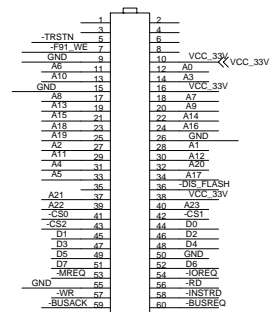 1 2
3 4
-TRSTN 5 6
-F91_WE 7 8
GND 9 10 VCC_33V VCC_33V
A6 11 12 A0
A10 13 14 A3
GND 15 16 VCC_33V
A8 17 18 A7
A13 19 20 A9
A15 21 22 A14
A18 23 24 A16
A19 25 26 GND
A2 27 28 A1
A11 29 30 A12
A4 31 32 A20
A5 33 34 A17
35 36 -DIS_FLASH
A21 37 38 VCC_33V
A22 39 40 A23
-CS0 41 42 -CS1
-CS2 43 44 D0
D1 45 46 D2
D3 47 48 D4
D5 49 50 GND
D7 51 52 D6
-MREQ 53 54 -IOREQ
GND 55 56 -RD
-WR 57 58 -INSTRD
-BUSACK 59 60 -BUSREQ